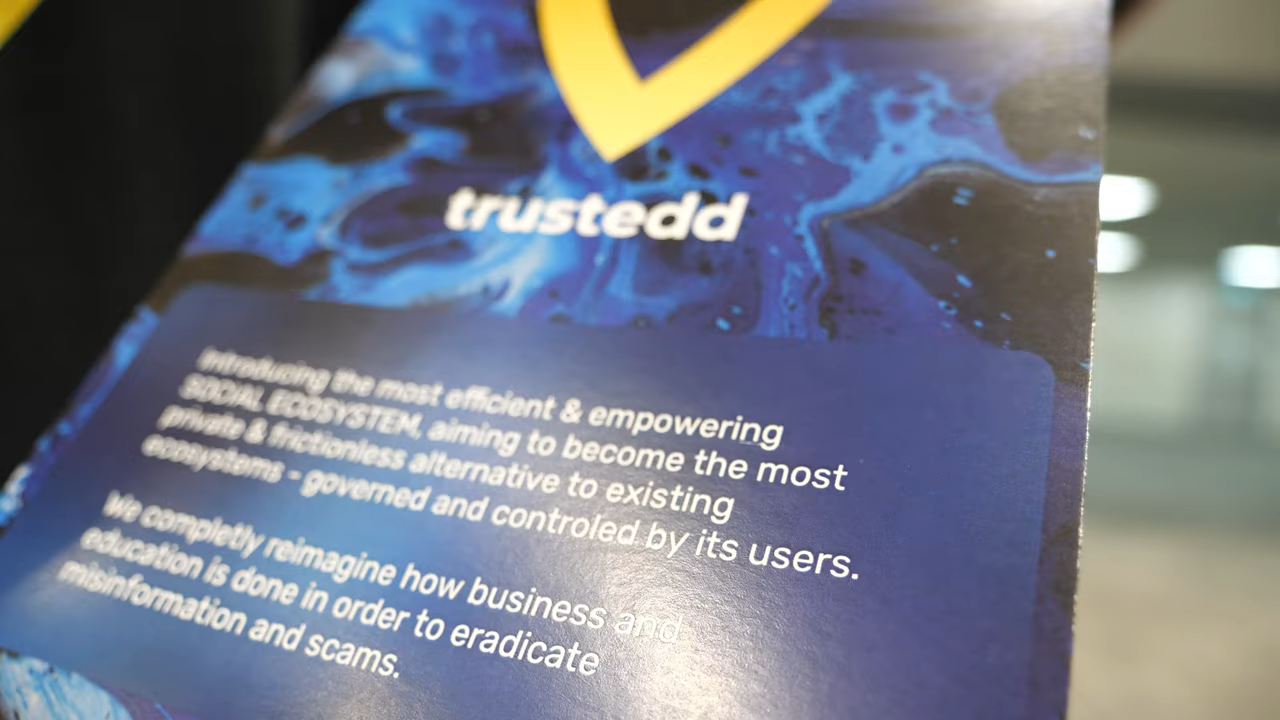 trustedd
Introducing the most efficient & empowering
SOCIAL ECOSYSTEM, aiming to become the most
private & frictionless alternative to existing
ecosystems - governed and controled by its users.
We completly reimagine how business and
education is done in order to eradicate
misinformation and scams.